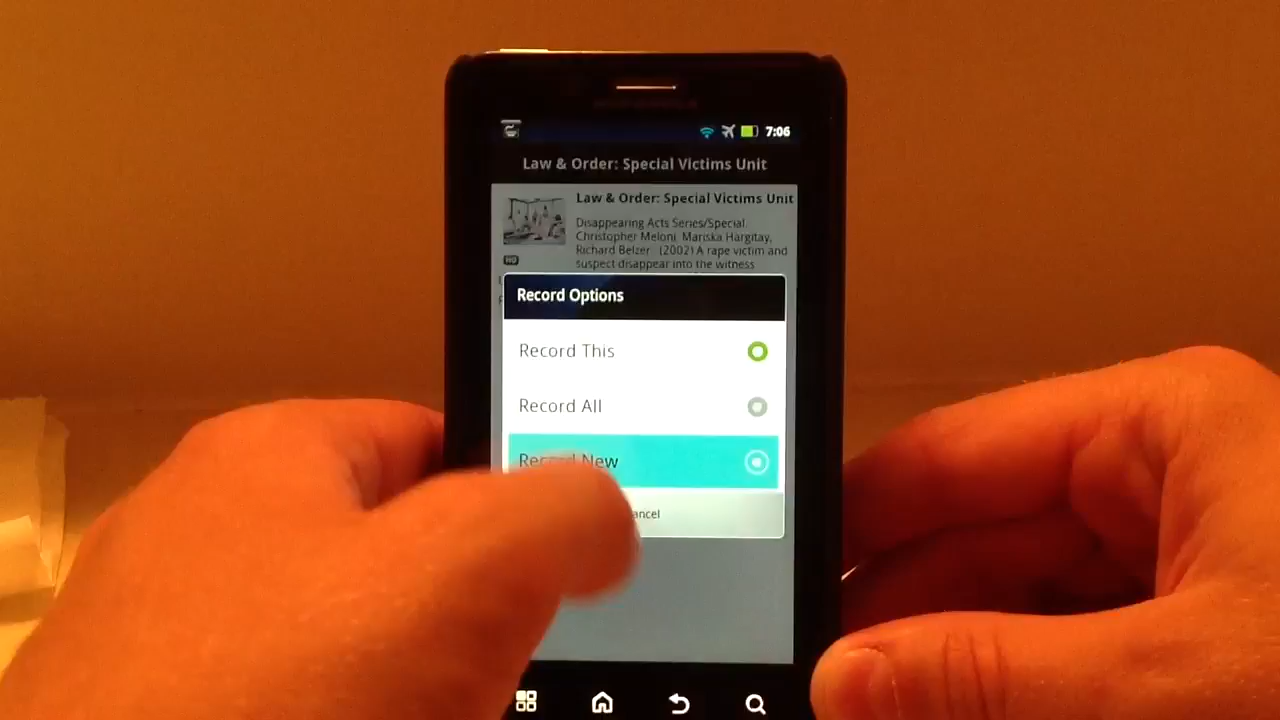 7:06
Law & Order: Special Victims Unit
Law & Order: Special Victims Unit
Disappearing Acts Series/Special.
Christopher Meloni, Mariska Hargitay,
Richard Belzer. (2002) A rape victim and
HD
suspect disappear into the witness
Record Options
Record This
Record All
Record New
ancel